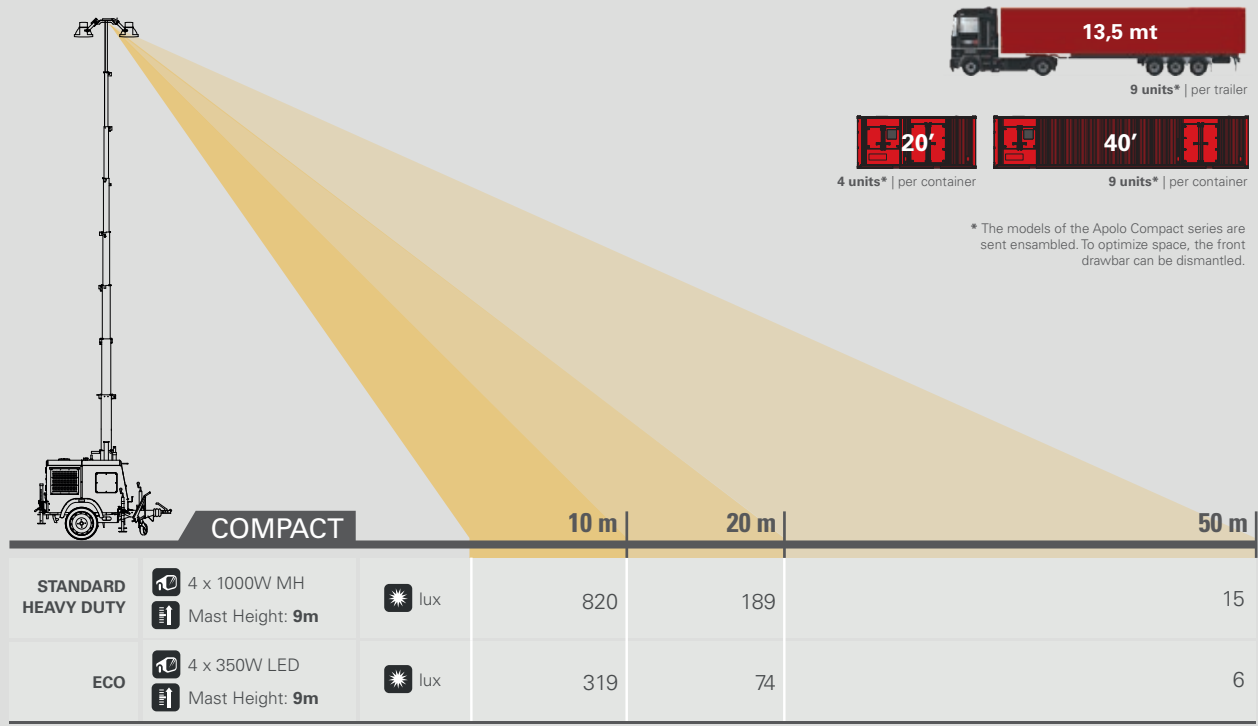 13,5 mt
9 units* | per trailer
20’
40’
4 units* | per container
9 units* | per container
* The models of the Apolo Compact series are
sent ensambled. To optimize space, the front
drawbar can be dismantled.
COMPACT
10 m
20 m
50 m
STANDARD
HEAVY DUTY
4 x 1000W MH
Mast Height: 9m
lux
820
189
15
ECO
4 x 350W LED
Mast Height: 9m
lux
319
74
6